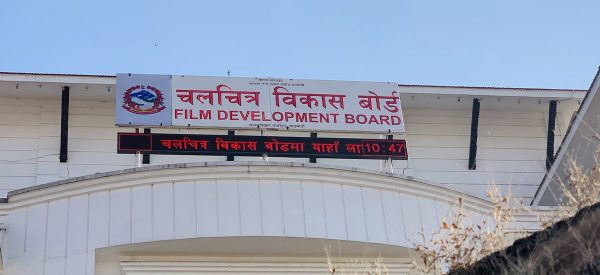 चलचित्र विकास बोर्ड
FILM DEVELOPMENT BOARD
चलचित्र विकास बोर्डमा यहाँ ला 10:47